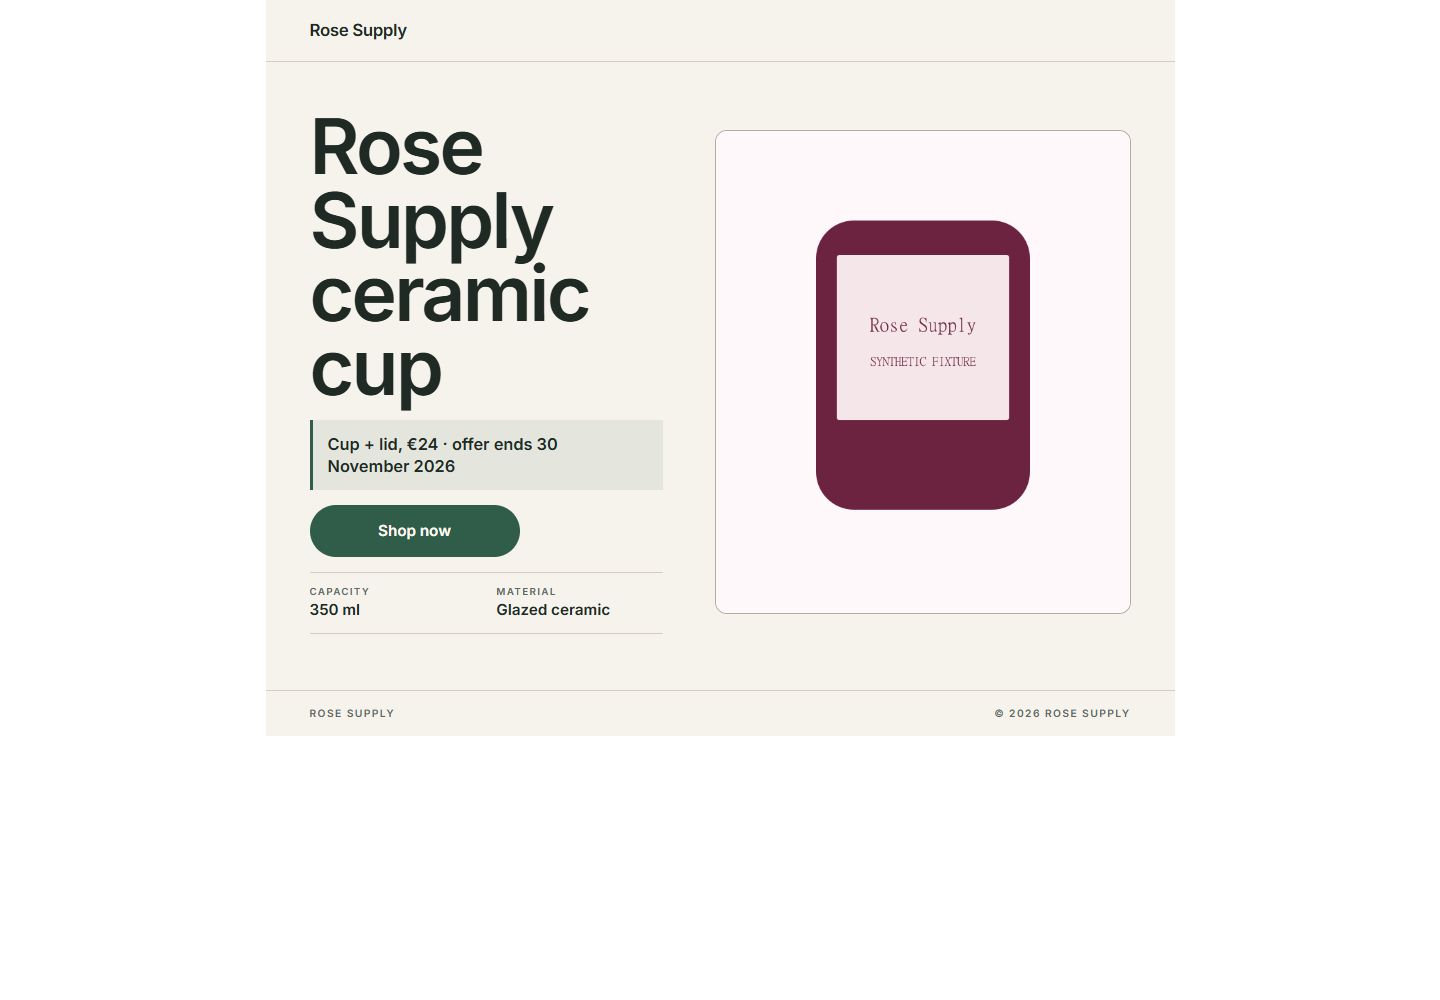 Rose Supply
Rose
Supply
ceramic
cup
Cup + lid, €24 · offer ends 30
November 2026
Shop now
CAPACITY
350 ml
MATERIAL
Glazed ceramic
Rose Supply
SYNTHETIC FIXTURE
ROSE SUPPLY
© 2026 ROSE SUPPLY